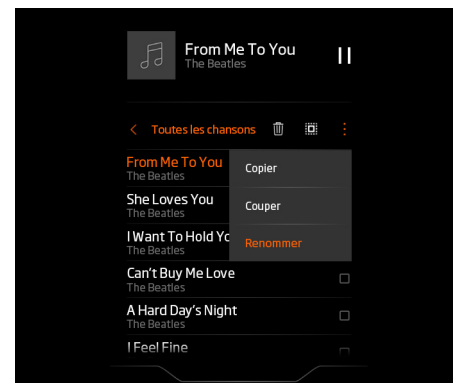 From Me To You
The Beatles
Toutes les chansons
From Me To You
The Beatles
Copier
She Loves You
The Beatles
Couper
I Want To Hold Yo
The Beatles
Renommer
Can't Buy Me Love
The Beatles
A Hard Day's Night
The Beatles
I Feel Fine